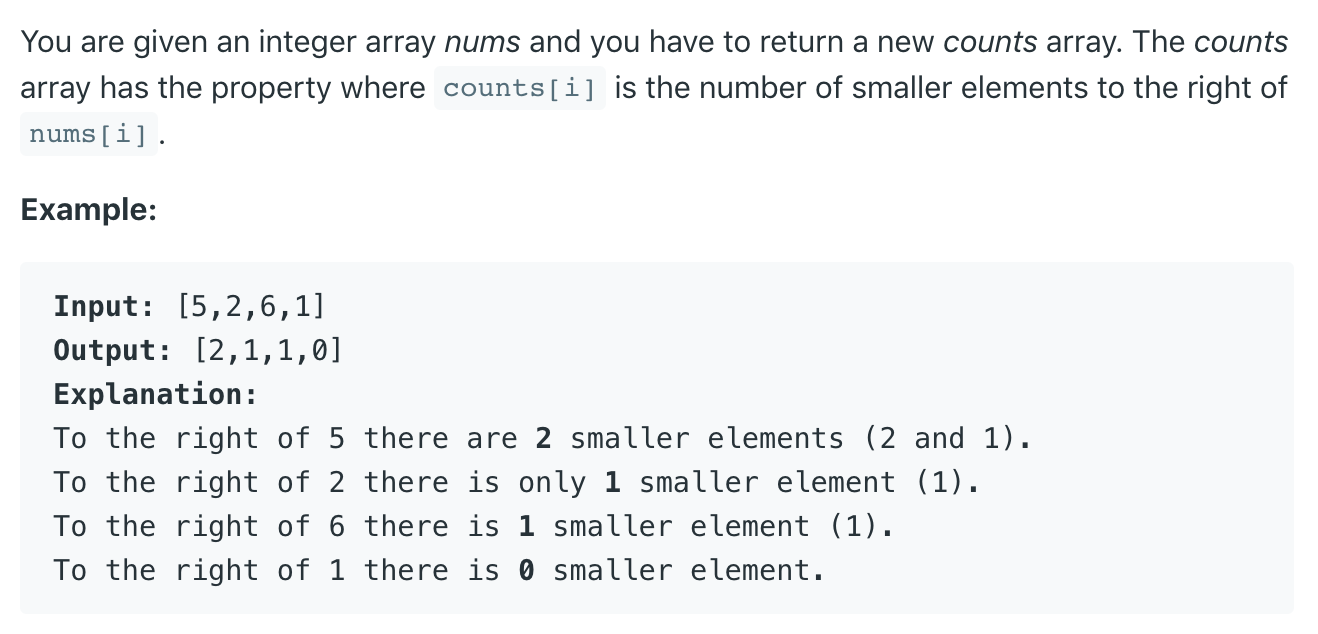 You are given an integer array nums and you have to return a new counts array. The counts
array has the property where counts[i] is the number of smaller elements to the right of
nums[i] .
Example:
Input: [5,2,6,1]
Output: [2,1,1,0]
Explanation:
To the right of 5 there are 2 smaller elements (2 and 1).
To the right of 2 there is only 1 smaller element (1).
To the right of 6 there is 1 smaller element (1).
To the right of 1 there is 0 smaller element.